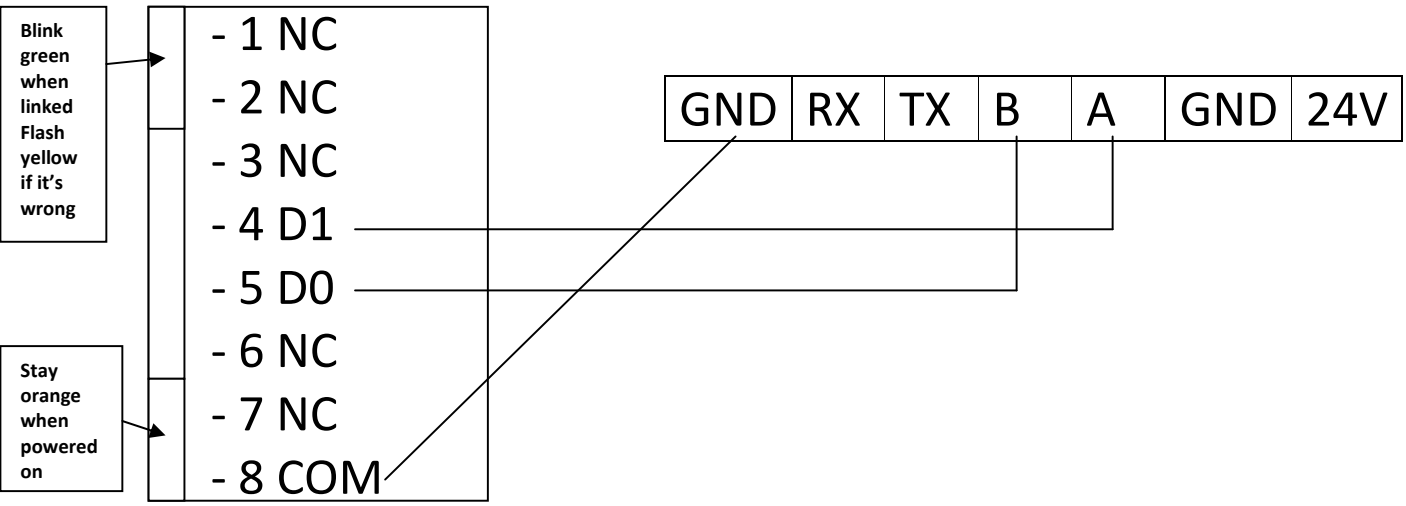 Blink
green
when
linked
Flash
yellow
if it’s
wrong
Stay
orange
when
powered
on
- 1 NC
- 2 NC
- 3 NC
- 4 D1
- 5 D0
- 6 NC
- 7 NC
- 8 COM
GND RX TX B A GND 24V